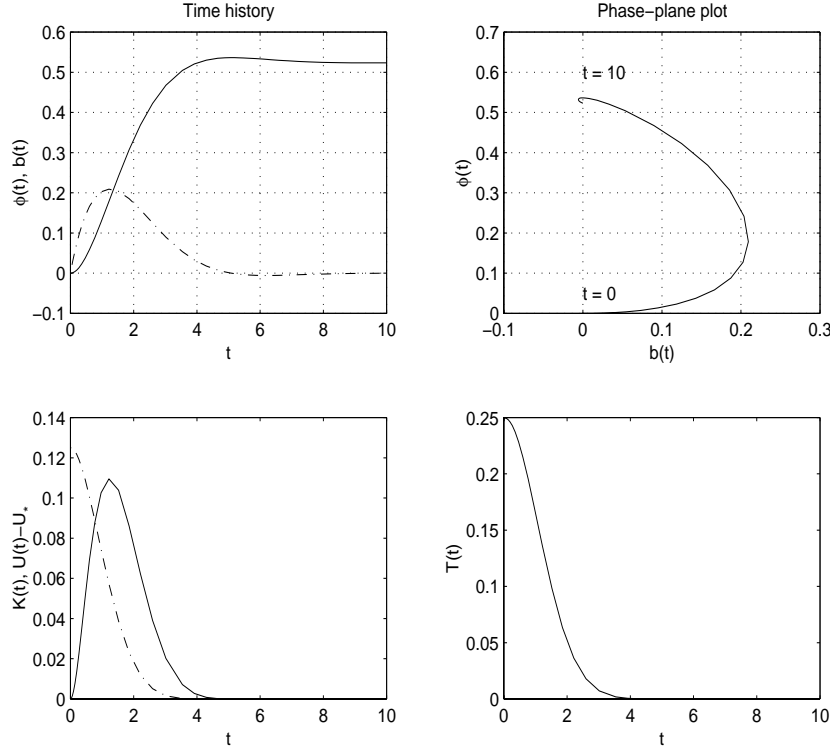 Time history
0.6
0.5
0.4
0.3
0.2
0.1
0
−0.1
ϕ(t), b(t)
0 2 4 6 8 10
t
Phase−plane plot
0.7
0.6
0.5
0.4
0.3
0.2
0.1
0
ϕ(t)
t = 10
t = 0
−0.1 0 0.1 0.2 0.3
b(t)
0.14
0.12
0.1
0.08
0.06
0.04
0.02
0
K(t), U(t)−U*
0 2 4 6 8 10
t
0.25
0.2
0.15
0.1
0.05
0
T(t)
0 2 4 6 8 10
t